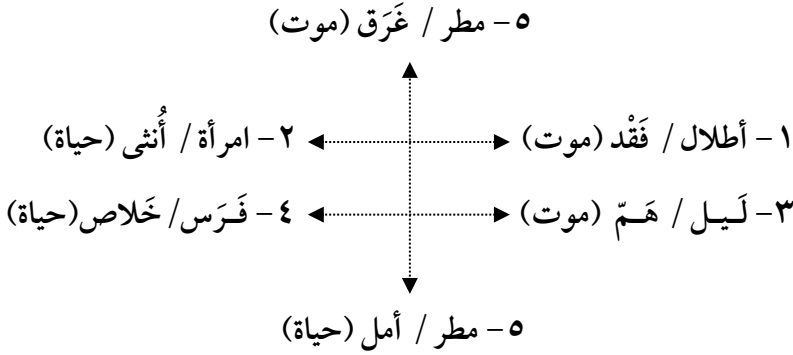 ٥- مطر / غَرَق (موت)
١- أطلال / فَقْد (موت)
٢- امرأة / أُنثى (حياة)
٣- لَـيـل / هَـمّ (موت)
٤- فَـرَس/ خَلاص(حياة)
٥- مطر / أمل (حياة)